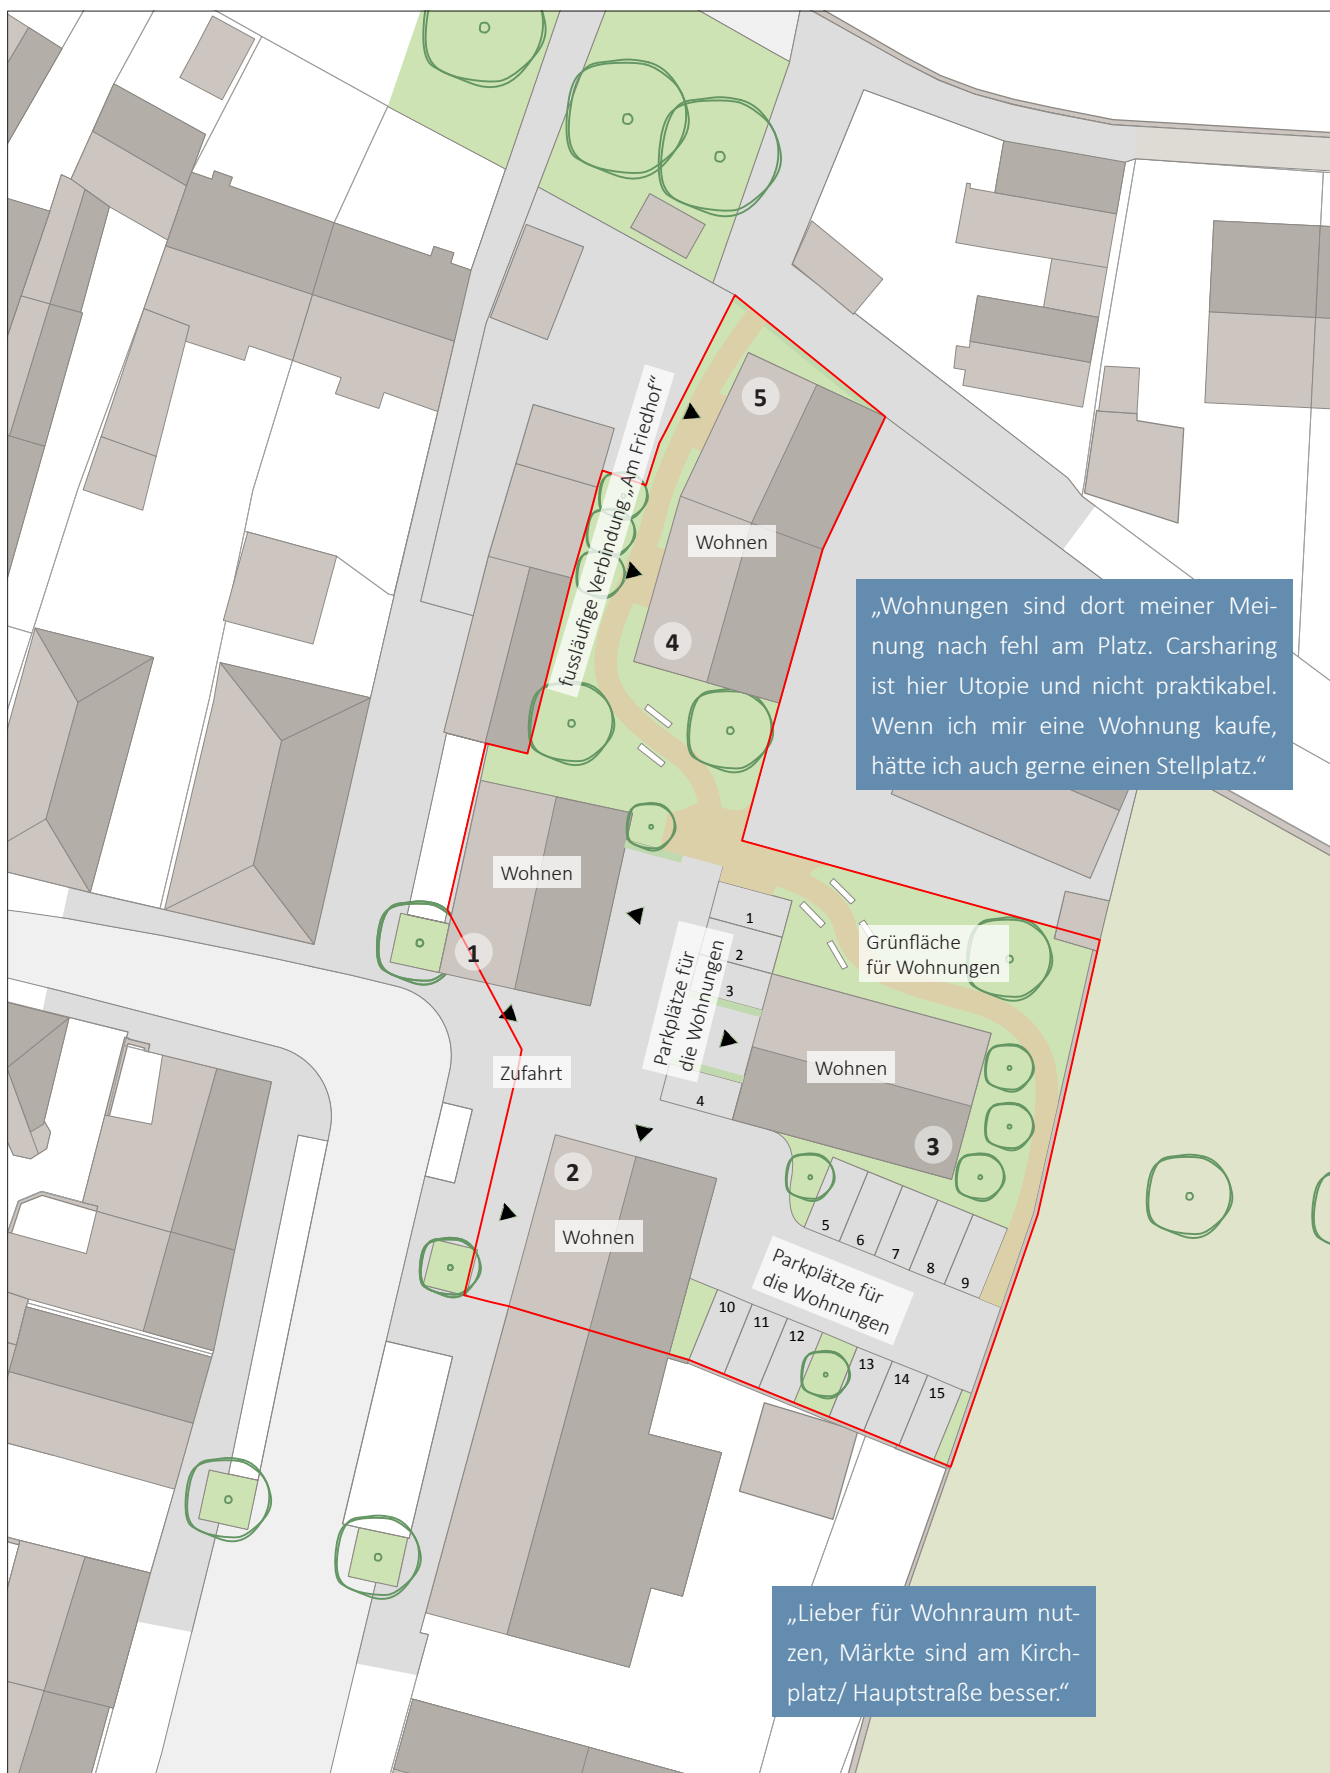 5
fussläufige Verbindung „Am Friedhof“
Wohnen
4
„Wohnungen sind dort meiner Mei-
nung nach fehl am Platz. Carsharing
ist hier Utopie und nicht praktikabel.
Wenn ich mir eine Wohnung kaufe,
hätte ich auch gerne einen Stellplatz.“
Wohnen
1
1
2
3
Parkplätze für
die Wohnungen
4
Grünfläche
für Wohnungen
Zufahrt
Wohnen
3
2
Wohnen
5
6
7
8
9
Parkplätze für
die Wohnungen
10
11
12
13
14
15
„Lieber für Wohnraum nut-
zen, Märkte sind am Kirch-
platz/ Hauptstraße besser.“